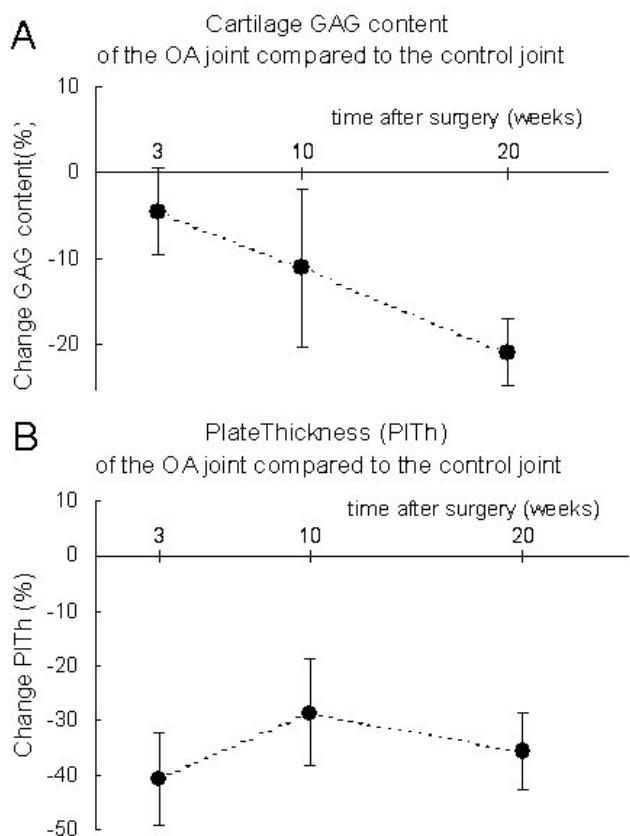 A
Cartilage GAG content
of the OA joint compared to the control joint
10
time after surgery (weeks)
3 10 20
0
-10
-20
Change GAG content(%)
B
PlateThickness (PlTh)
of the OA joint compared to the control joint
10
time after surgery (weeks)
3 10 20
0
-10
-20
-30
-40
-50
Change PlTh (%)